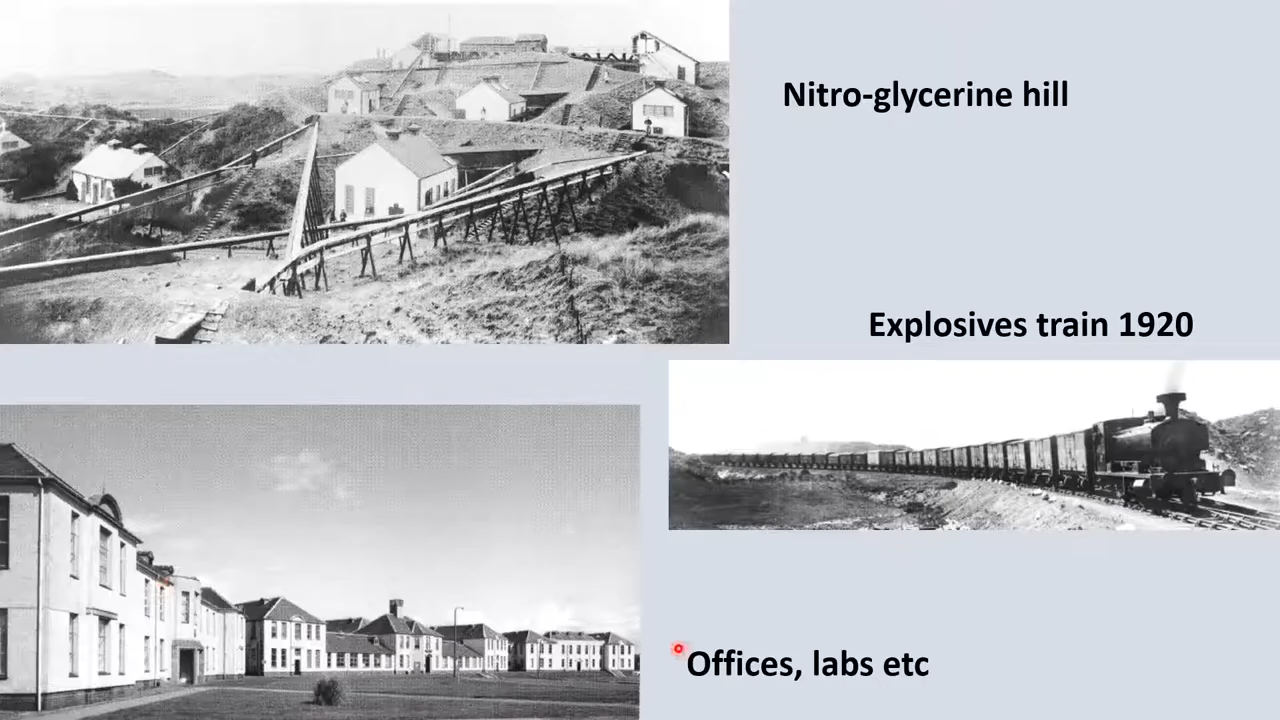 Nitro-glycerine hill
Explosives train 1920
Offices, labs etc